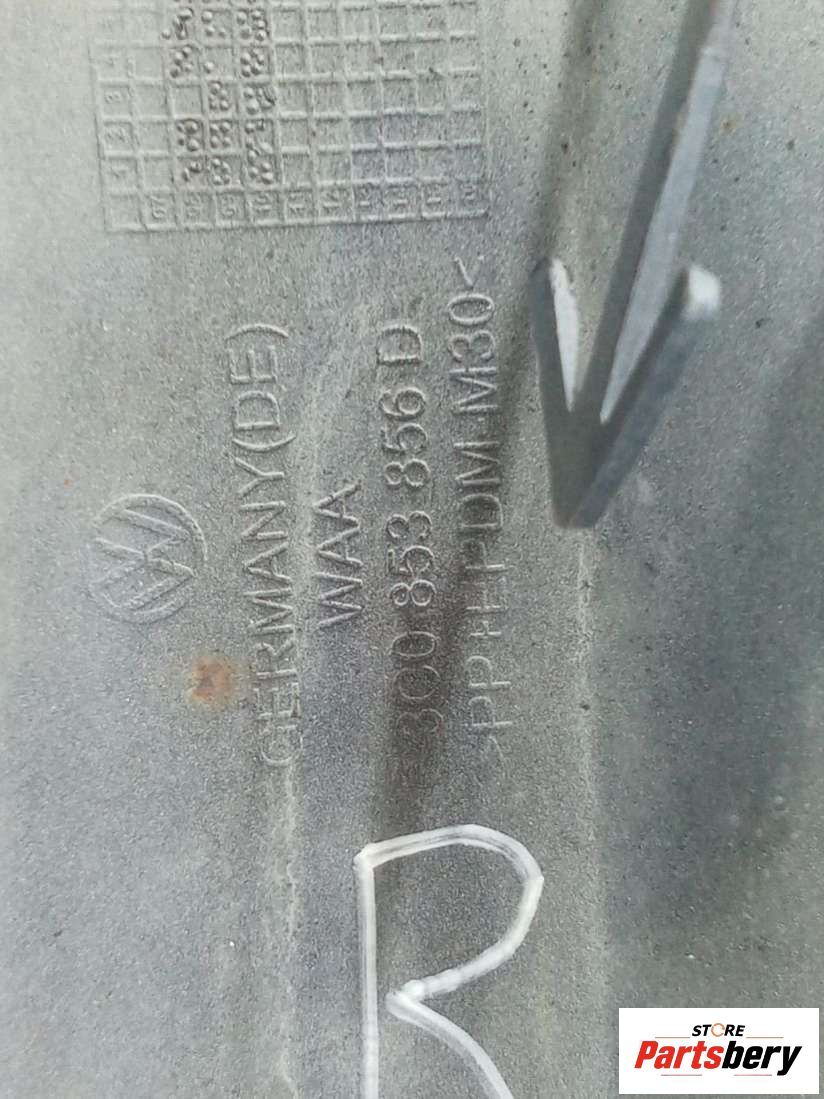 GERMANY(DE)
WAA
3C0 853 856 D
>PP+EPDM-M30<
R
STORE
Partsbery